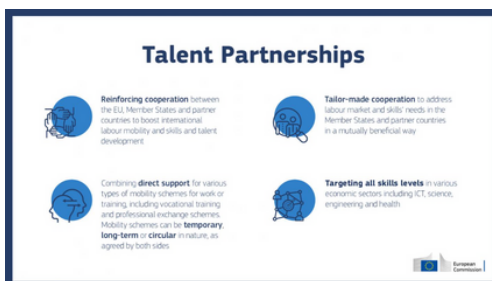 Talent Partnerships
Reinforcing cooperation between
the EU, Member States and partner
countries to boost international
labour mobility and skills and talent
development
Tailor-made cooperation to address
labour market and skills' needs in the
Member States and partner countries
in a mutually beneficial way
Combining direct support for various
types of mobility schemes for work or
training, including vocational training
and professional exchange schemes.
Mobility schemes can be temporary,
long-term or circular in nature, as
agreed by both sides
Targeting all skills levels in various
economic sectors including ICT, science,
engineering and health
European
Commission